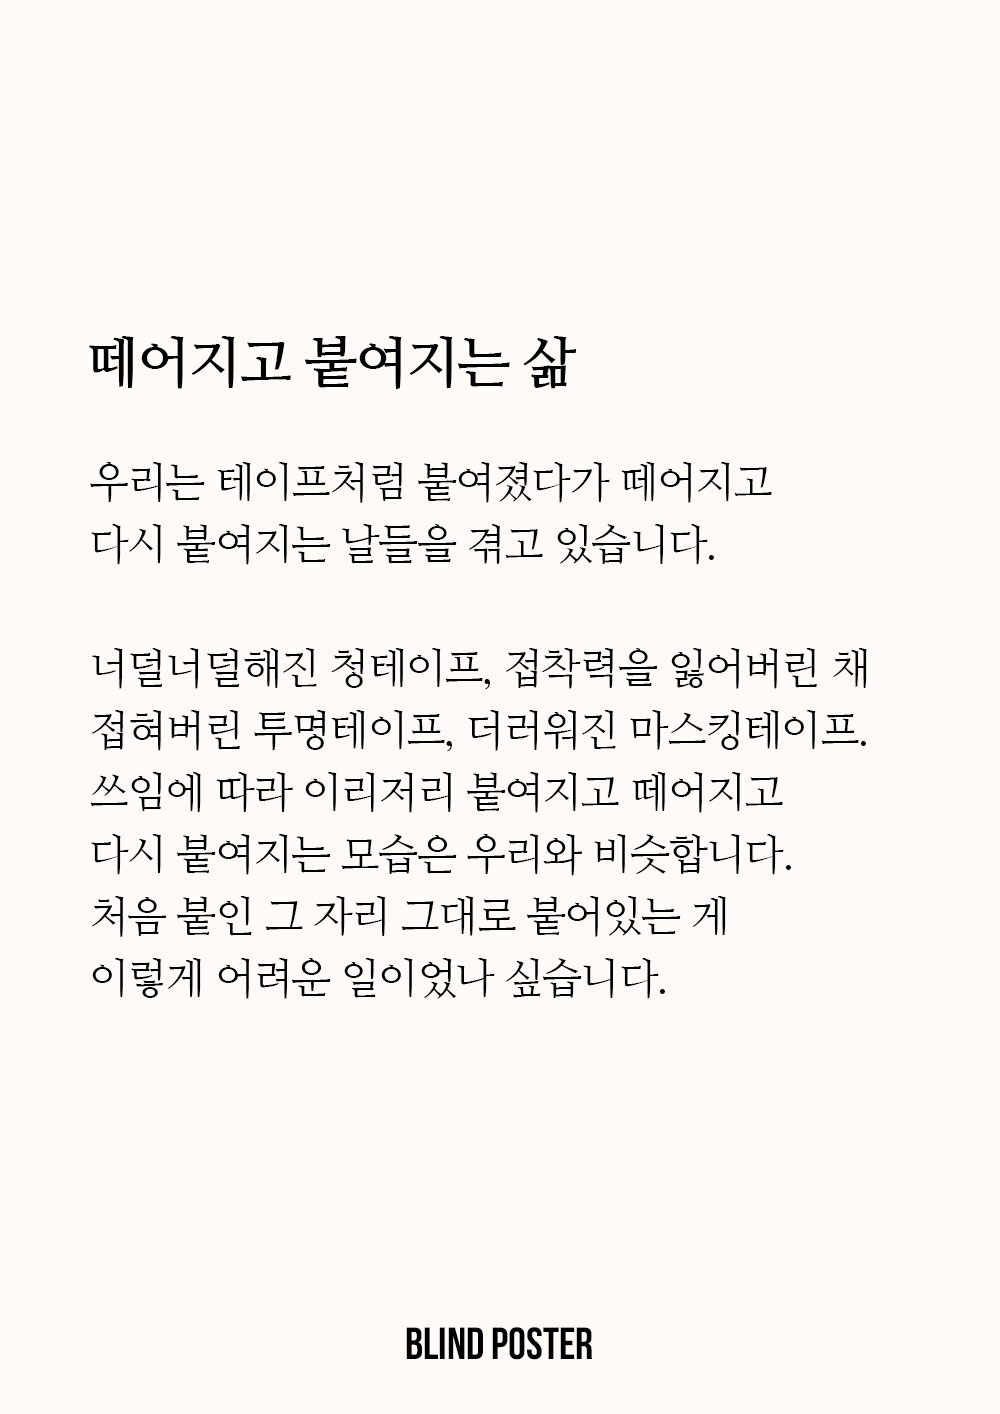 떼어지고 붙여지는 삶
우리는 테이프처럼 붙여졌다가 떼어지고
다시 붙여지는 날들을 겪고 있습니다.
너덜너덜해진 청테이프, 접착력을 잃어버린 채
접혀버린 투명테이프, 더러워진 마스킹테이프.
쓰임에 따라 이리저리 붙여지고 떼어지고
다시 붙여지는 모습은 우리와 비슷합니다.
처음 붙인 그 자리 그대로 붙어있는 게
이렇게 어려운 일이었나 싶습니다.
BLIND POSTER